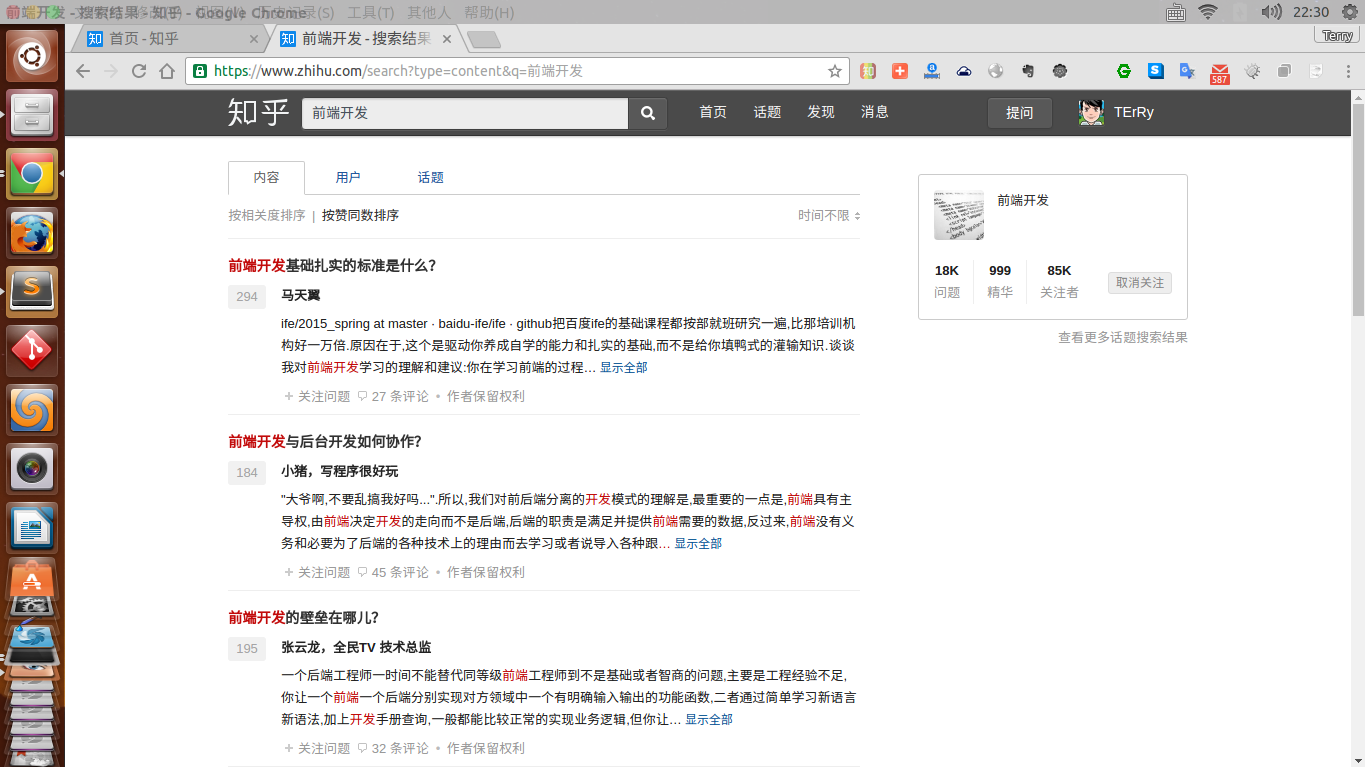 前端开发 - 搜索结果 - 知乎 - Google Chrome
工具(T) 其他人 帮助(H)
22:30
首页 - 知乎
前端开发 - 搜索结果
Terry
https://www.zhihu.com/search?type=content&q=前端开发
587
知乎
前端开发
首页 话题 发现 消息
提问
TErRy
内容 用户 话题
按相关度排序 | 按赞同数排序
时间不限
前端开发基础扎实的标准是什么？
294
马天翼
ife/2015_spring at master · baidu-ife/ife · github把百度ife的基础课程都按部就班研究一遍,比那培训机
构好一万倍.原因在于,这个是驱动你养成自学的能力和扎实的基础,而不是给你填鸭式的灌输知识.谈谈
我对前端开发学习的理解和建议:你在学习前端的过程… 显示全部
关注问题 27 条评论 • 作者保留权利
前端开发与后台开发如何协作？
184
小猪，写程序很好玩
"大爷啊,不要乱搞我好吗...".所以,我们对前后端分离的开发模式的理解是,最重要的一点是,前端具有主
导权,由前端决定开发的走向而不是后端,后端的职责是满足并提供前端需要的数据,反过来,前端没有义
务和必要为了后端的各种技术上的理由而去学习或者说导入各种跟… 显示全部
关注问题 45 条评论 • 作者保留权利
前端开发的壁垒在哪儿？
195
张云龙，全民TV 技术总监
一个后端工程师一时间不能替代同等级前端工程师到不是基础或者智商的问题,主要是工程经验不足,
你让一个前端一个后端分别实现对方领域中一个有明确输入输出的功能函数,二者通过简单学习新语言
新语法,加上开发手册查询,一般都能比较正常的实现业务逻辑,但你让… 显示全部
关注问题 32 条评论 • 作者保留权利
前端开发
18K 999 85K
问题 精华 关注者
取消关注
查看更多话题搜索结果